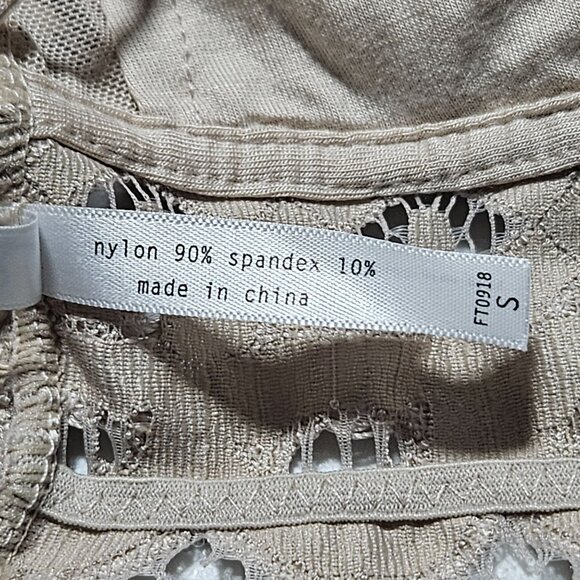 nylon 90% spandex 10%
made in china
FT0918
S